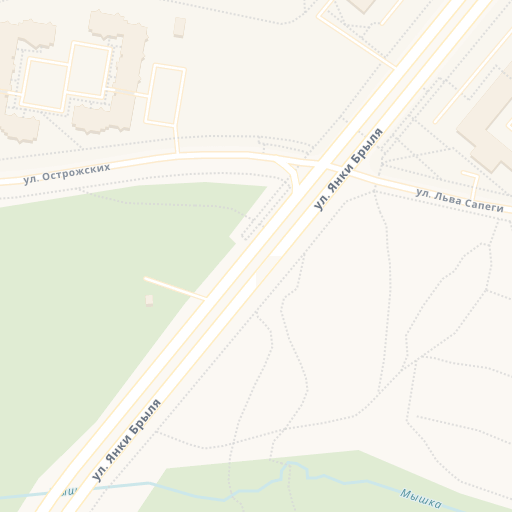 ул. Янки Брыля
ул. Острожских
ул. Льва Сапеги
ул. Янки Брыля
Мышка